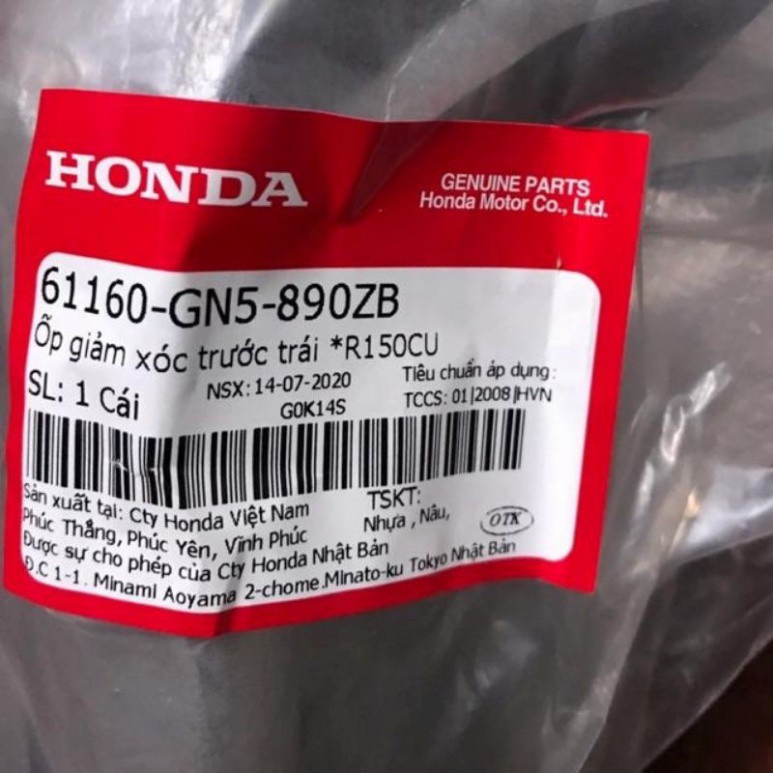 HONDA
GENUINE PARTS
Honda Motor Co., Ltd.
61160-GN5-890ZB
Ốp giảm xóc trước trái *R150CU
SL: 1 Cái
NSX: 14-07-2020
G0K14S
Tiêu chuẩn áp dụng:
TCCS: 01|2008|HVN
Sản xuất tại: Cty Honda Việt Nam
Phúc Thắng, Phúc Yên, Vĩnh Phúc
Được sự cho phép của Cty Honda Nhật Bản
Đ.C 1-1. Minami Aoyama 2-chome.Minato-ku Tokyo Nhật Bản
TSKT:
Nhựa , Nâu,
OTK